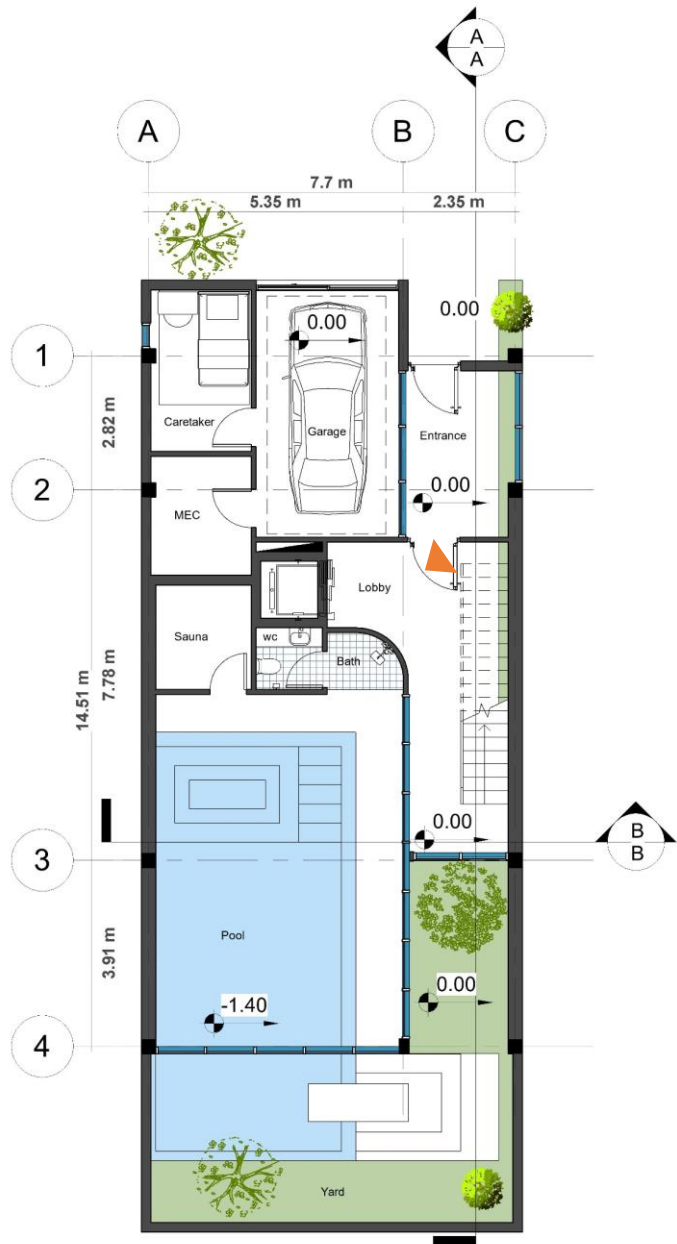 A
A
A
B
C
7.7 m
5.35 m
2.35 m
0.00
0.00
1
2.82 m
Caretaker
Garage
Entrance
2
0.00
MEC
Lobby
Sauna
wc
Bath
14.51 m
7.78 m
0.00
B
B
3
3.91 m
Pool
0.00
-1.40
4
Yard